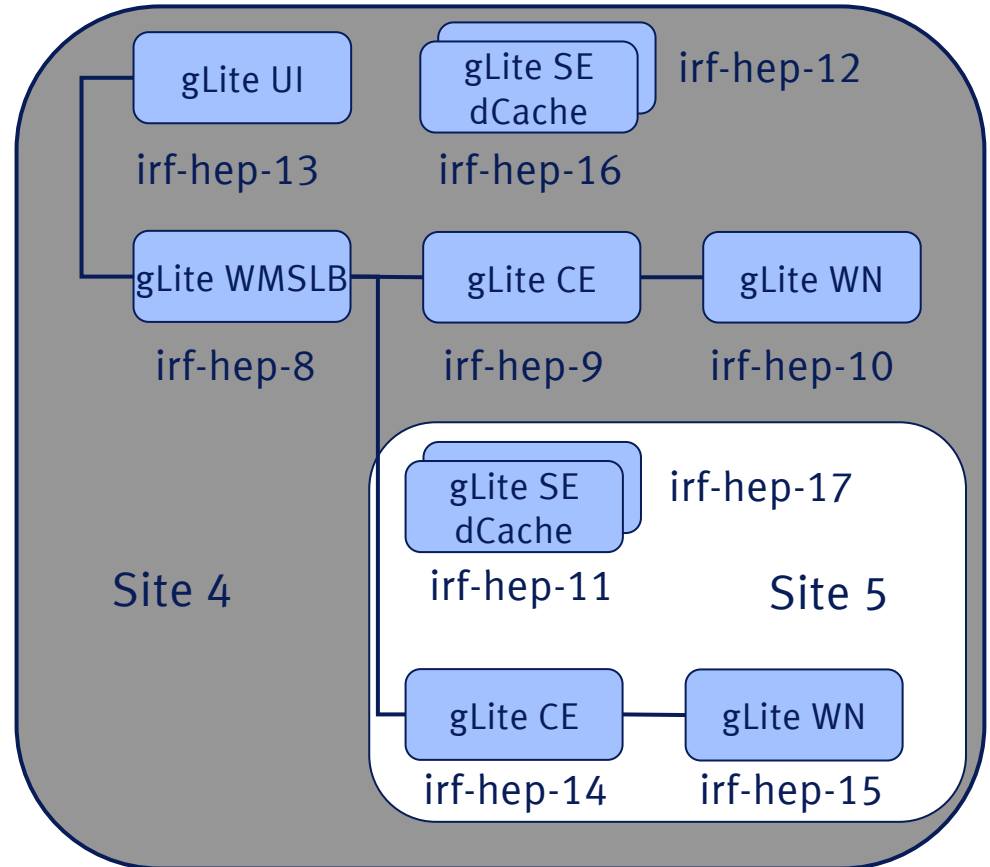 gLite UI
gLite SE
dCache
irf-hep-12
irf-hep-13
irf-hep-16
gLite WMSLB
gLite CE
gLite WN
irf-hep-8
irf-hep-9
irf-hep-10
gLite SE
dCache
irf-hep-17
irf-hep-11
Site 4
Site 5
gLite CE
gLite WN
irf-hep-14
irf-hep-15